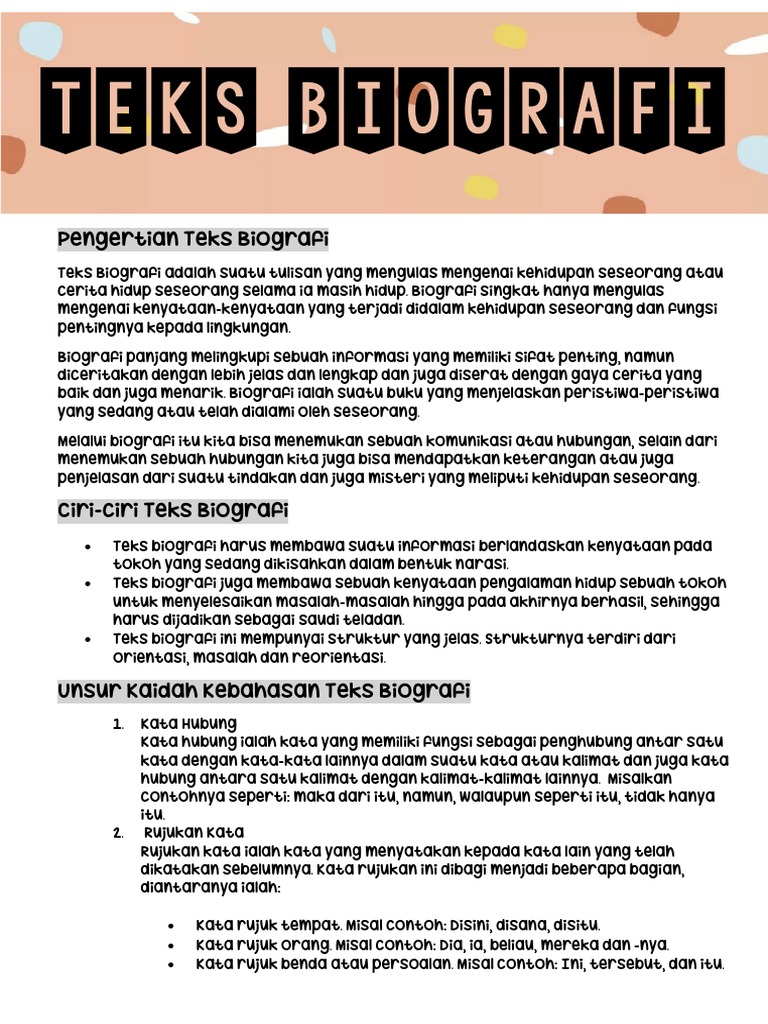 TEKS BIOGRAFI
Pengertian Teks Biografi
Teks Biografi adalah suatu tulisan yang mengulas mengenai kehidupan seseorang atau
cerita hidup seseorang selama ia masih hidup. Biografi singkat hanya mengulas
mengenai kenyataan-kenyataan yang terjadi didalam kehidupan seseorang dan fungsi
pentingnya kepada lingkungan.
Biografi panjang melingkupi sebuah informasi yang memiliki sifat penting, namun
diceritakan dengan lebih jelas dan lengkap dan juga diserat dengan gaya cerita yang
baik dan juga menarik. Biografi ialah suatu buku yang menjelaskan peristiwa-peristiwa
yang sedang atau telah dialami oleh seseorang.
Melalui biografi itu kita bisa menemukan sebuah komunikasi atau hubungan, selain dari
menemukan sebuah hubungan kita juga bisa mendapatkan keterangan atau juga
penjelasan dari suatu tindakan dan juga misteri yang meliputi kehidupan seseorang.
Ciri-Ciri Teks Biografi
• Teks biografi harus membawa suatu informasi berlandaskan kenyataan pada
tokoh yang sedang dikisahkan dalam bentuk narasi.
• Teks biografi juga membawa sebuah kenyataan pengalaman hidup sebuah tokoh
untuk menyelesaikan masalah-masalah hingga pada akhirnya berhasil, sehingga
harus dijadikan sebagai saudi teladan.
• Teks biografi ini mempunyai struktur yang jelas. Strukturnya terdiri dari
orientasi, masalah dan reorientasi.
Unsur Kaidah Kebahasan Teks Biografi
1. Kata Hubung
Kata hubung ialah kata yang memiliki fungsi sebagai penghubung antar satu
kata dengan kata-kata lainnya dalam suatu kata atau kalimat dan juga kata
hubung antara satu kalimat dengan kalimat-kalimat lainnya. Misalkan
contohnya seperti: maka dari itu, namun, walaupun seperti itu, tidak hanya
itu.
2. Rujukan Kata
Rujukan kata ialah kata yang menyatakan kepada kata lain yang telah
dikatakan sebelumnya. Kata rujukan ini dibagi menjadi beberapa bagian,
diantaranya ialah:
• Kata rujuk tempat. Misal contoh: Disini, disana, disitu.
• Kata rujuk orang. Misal contoh: Dia, ia, beliau, mereka dan -nya.
• Kata rujuk benda atau persoalan. Misal contoh: Ini, tersebut, dan itu.